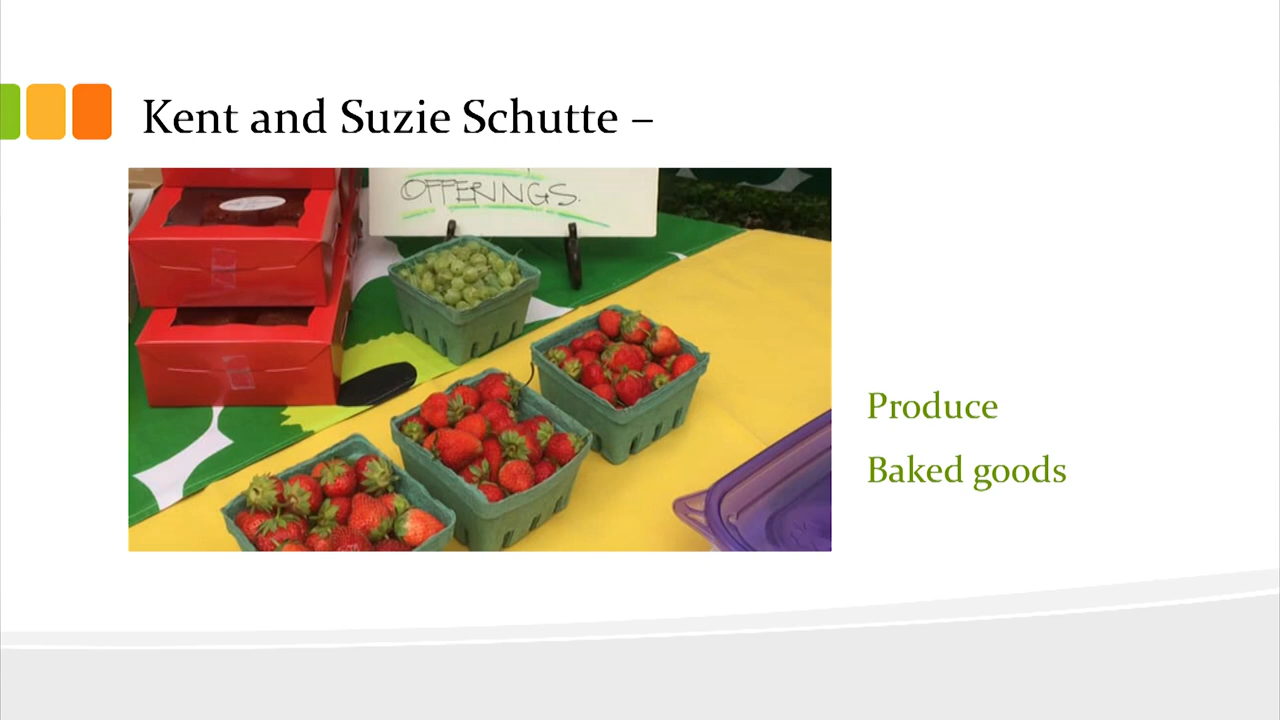 Kent and Suzie Schutte –
OFFERINGS.
Produce
Baked goods